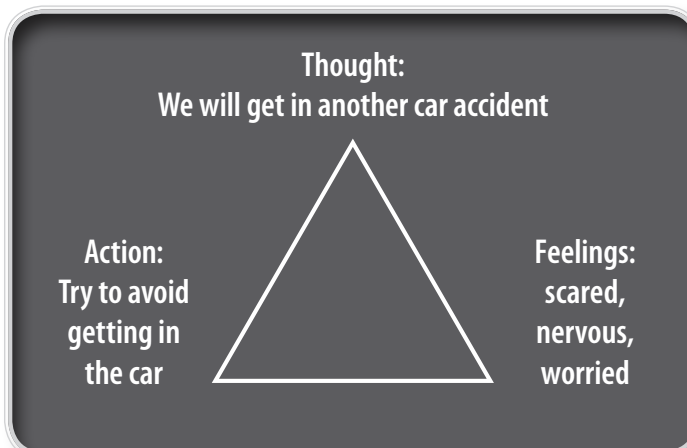 Thought:
We will get in another car accident
Action:
Try to avoid
getting in
the car
Feelings:
scared,
nervous,
worried